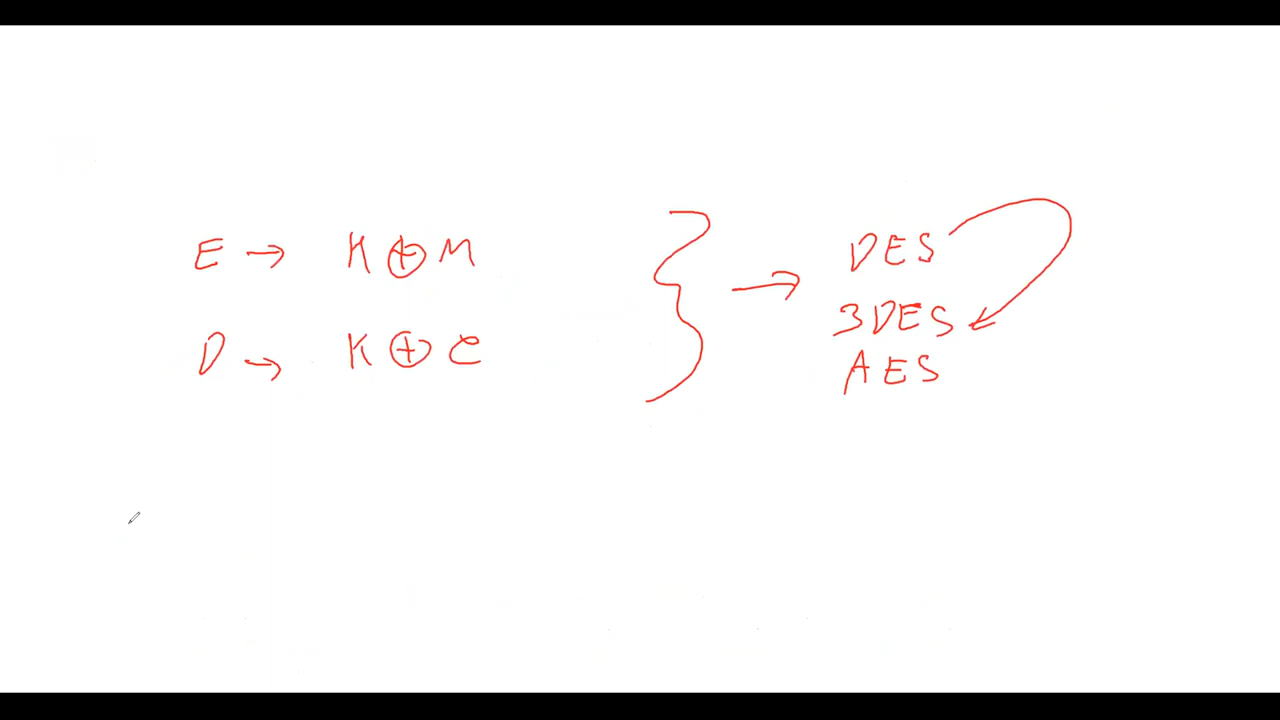 E → K ⊕ M
D → K ⊕ C
→ DES
3DES
AES